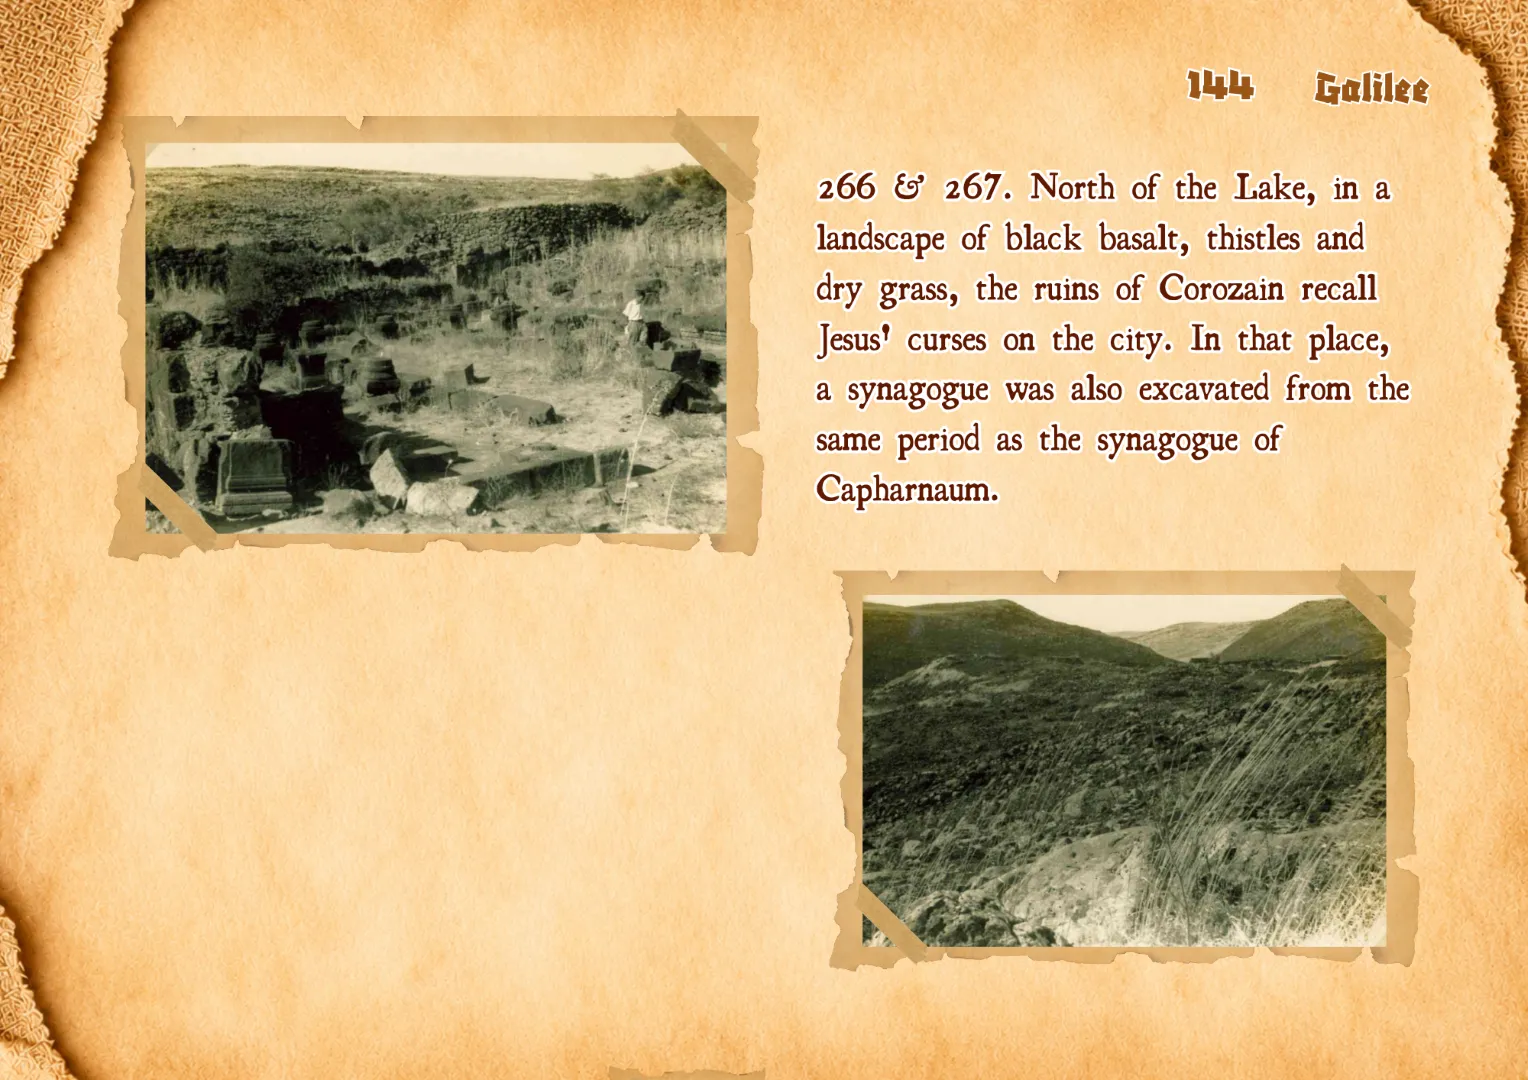 144 Galilee
266 & 267. North of the Lake, in a
landscape of black basalt, thistles and
dry grass, the ruins of Corozain recall
Jesus' curses on the city. In that place,
a synagogue was also excavated from the
same period as the synagogue of
Capharnaum.